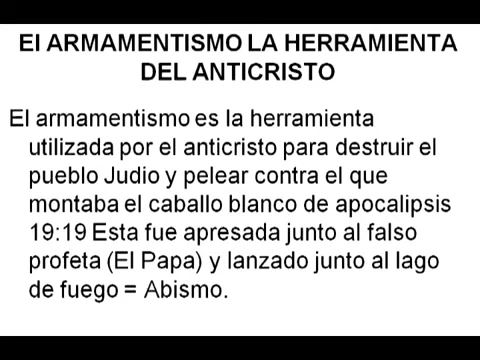 El ARMAMENTISMO LA HERRAMIENTA
DEL ANTICRISTO
El armamentismo es la herramienta
utilizada por el anticristo para destruir el
pueblo Judio y pelear contra el que
montaba el caballo blanco de apocalipsis
19:19 Esta fue apresada junto al falso
profeta (El Papa) y lanzado junto al lago
de fuego = Abismo.